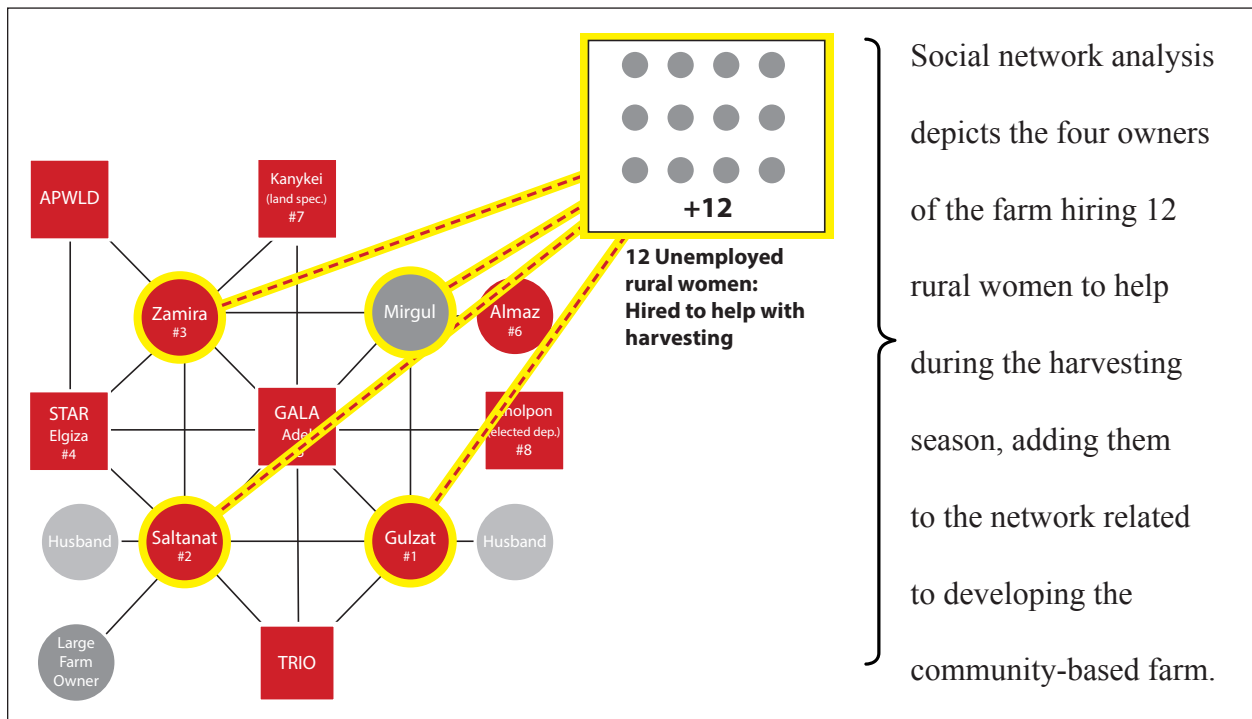 APWLD
Kanykei
(land spec.)
#7
+12
12 Unemployed
rural women:
Hired to help with
harvesting
Zamira
#3
Mirgul
Almaz
#6
STAR
Elgiza
#4
GALA
#8
Husband
Saltanat
#2
Gulzat
#1
Husband
Large
Farm
Owner
TRIO
Social network analysis
depicts the four owners
of the farm hiring 12
rural women to help
during the harvesting
season, adding them
to the network related
to developing the
community-based farm.